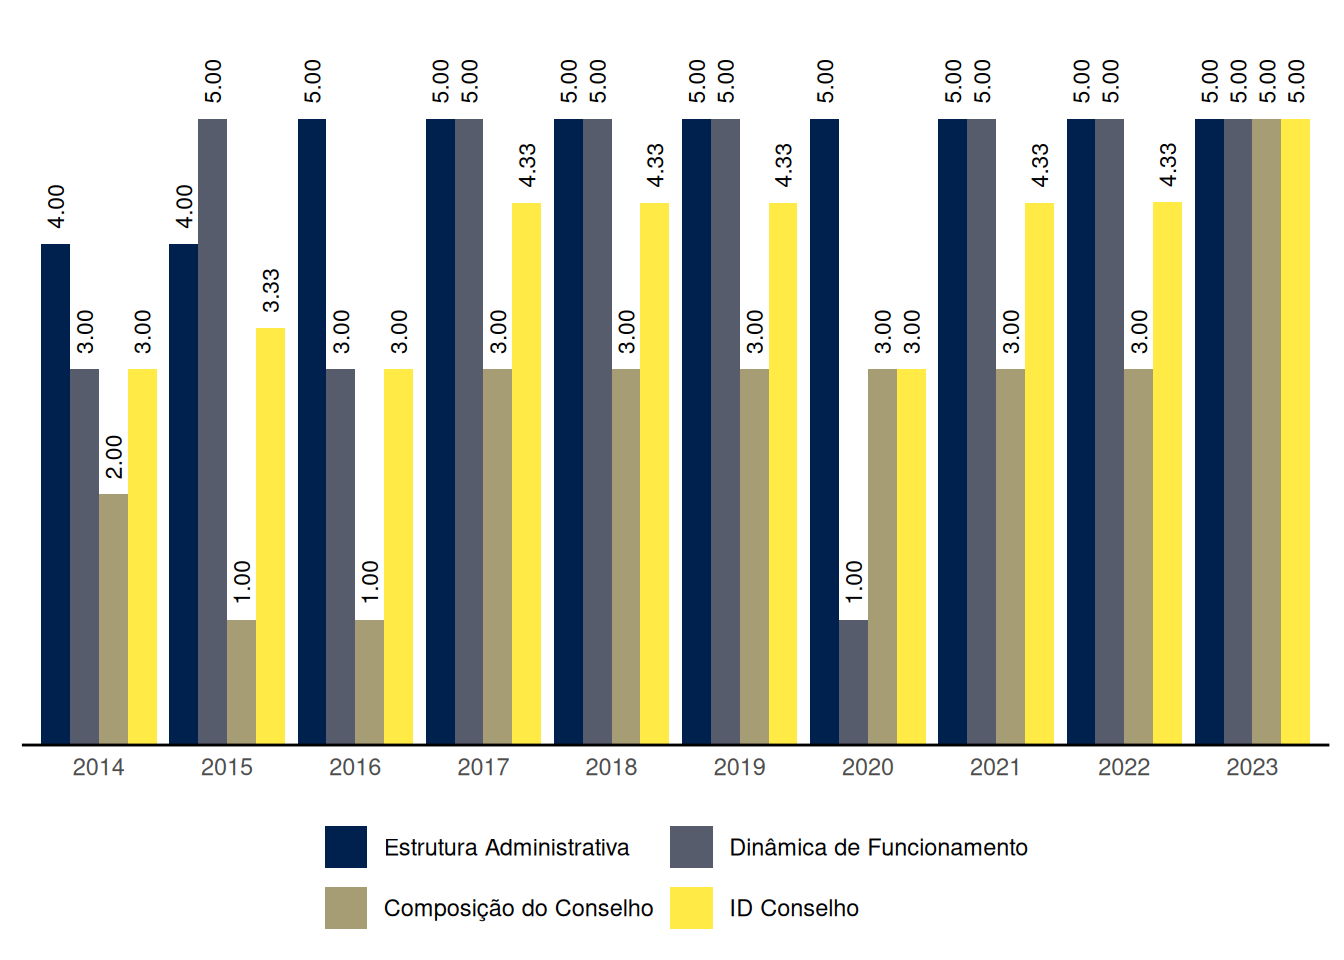 5.00 5.00 5.00 5.00 5.00 5.00 5.00 5.00 5.00 5.00 5.00 5.00 5.00 5.00 5.00 5.00 5.00 5.00
4.33 4.33 4.33 4.33 4.33
4.00 4.00
3.33
3.00 3.00 3.00 3.00 3.00 3.00 3.00 3.00 3.00 3.00 3.00
2.00
1.00 1.00 1.00
2014 2015 2016 2017 2018 2019 2020 2021 2022 2023
Estrutura Administrativa Dinâmica de Funcionamento
Composição do Conselho ID Conselho